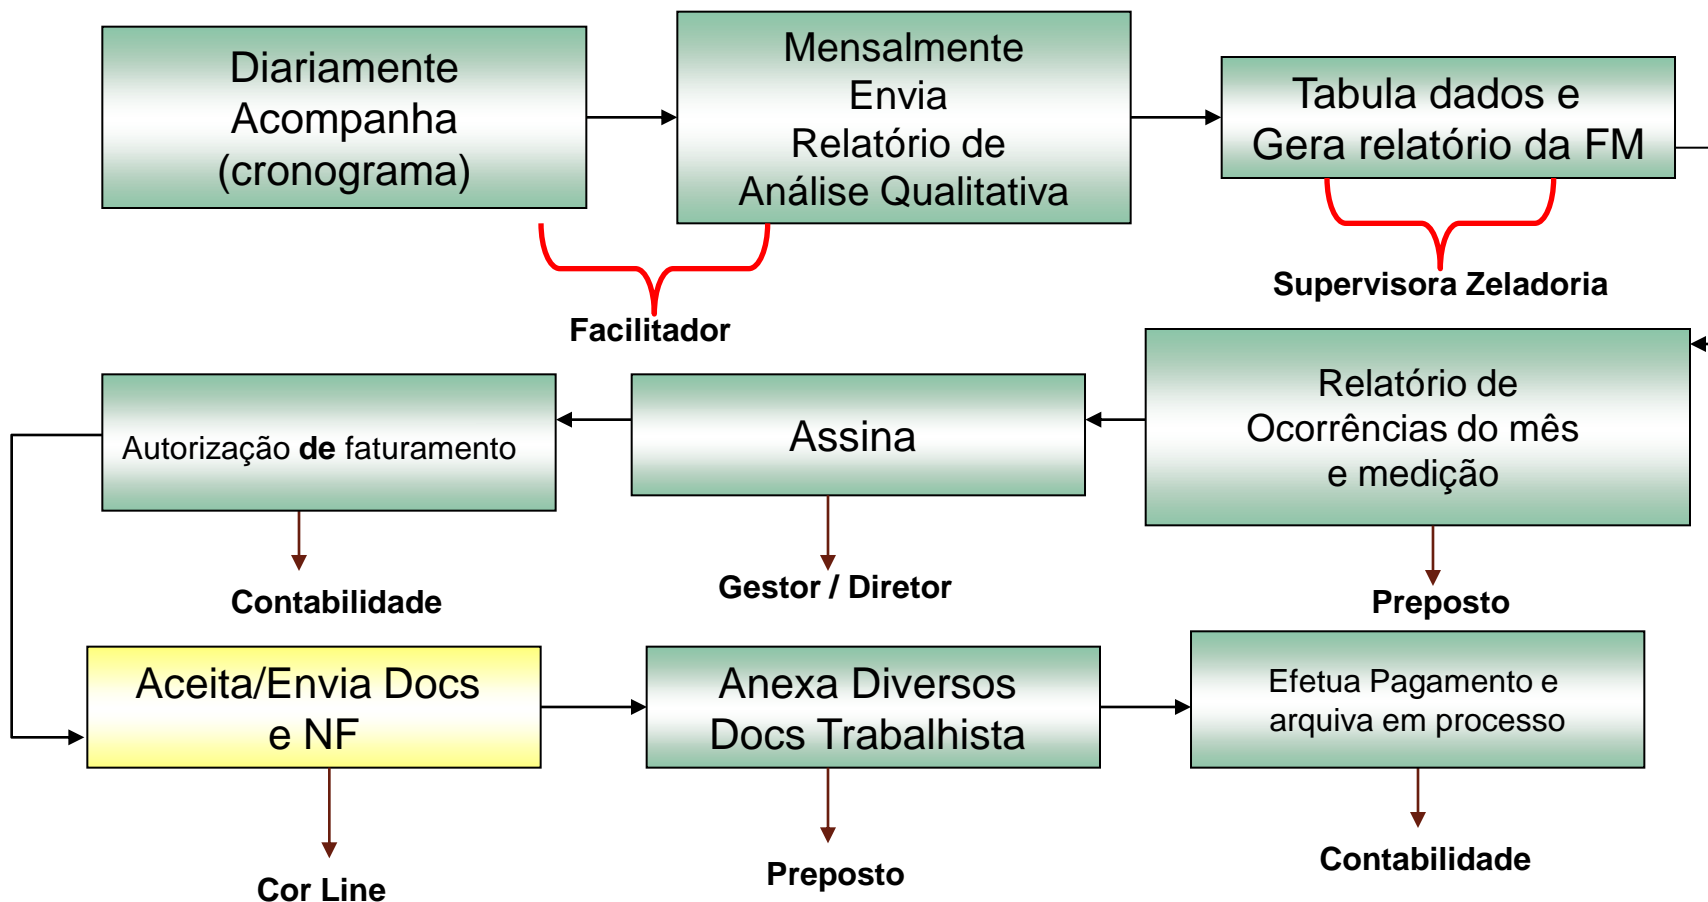 Diariamente
Acompanha
(cronograma)
Mensalmente
Envia
Relatório de
Análise Qualitativa
Tabula dados e
Gera relatório da FM
Facilitador
Supervisora Zeladoria
Relatório de
Ocorrências do mês
e medição
Assina
Autorização de faturamento
Preposto
Gestor / Diretor
Contabilidade
Aceita/Envia Docs
e NF
Anexa Diversos
Docs Trabalhista
Efetua Pagamento e
arquiva em processo
Cor Line
Preposto
Contabilidade